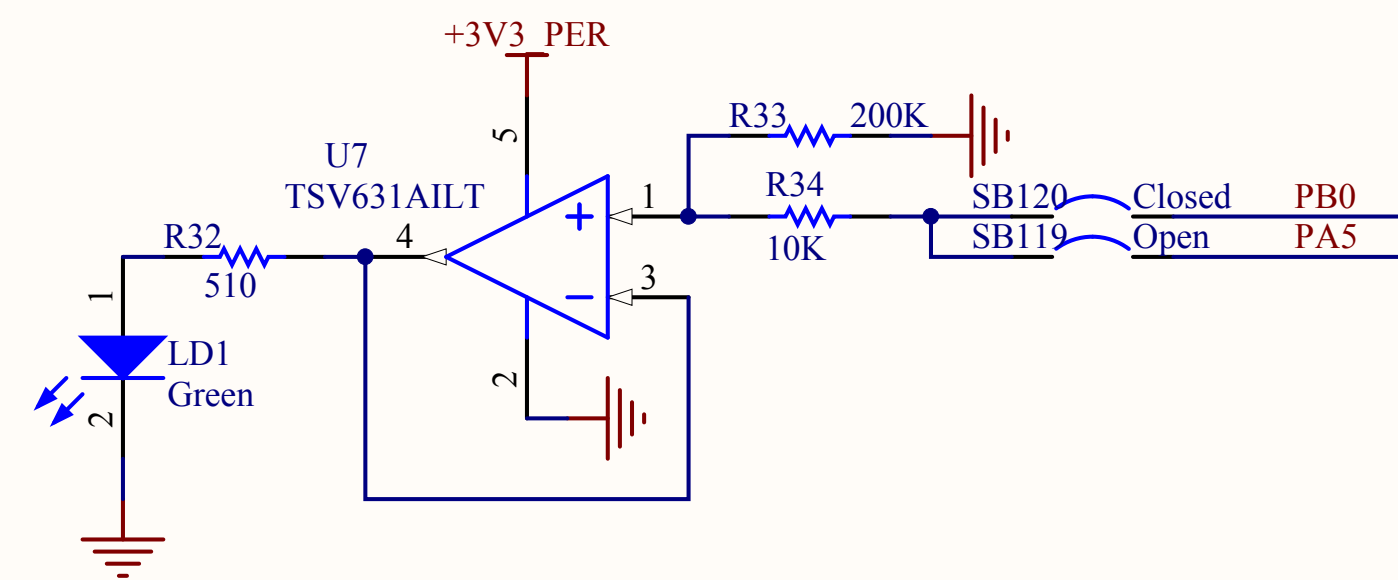 +3V3_PER
5
R33 200K
U7
TSV631AILT
R34
1
SB120 Closed PB0
R32
4
10K
SB119 Open PA5
510
3
1
LD1
Green
2
2